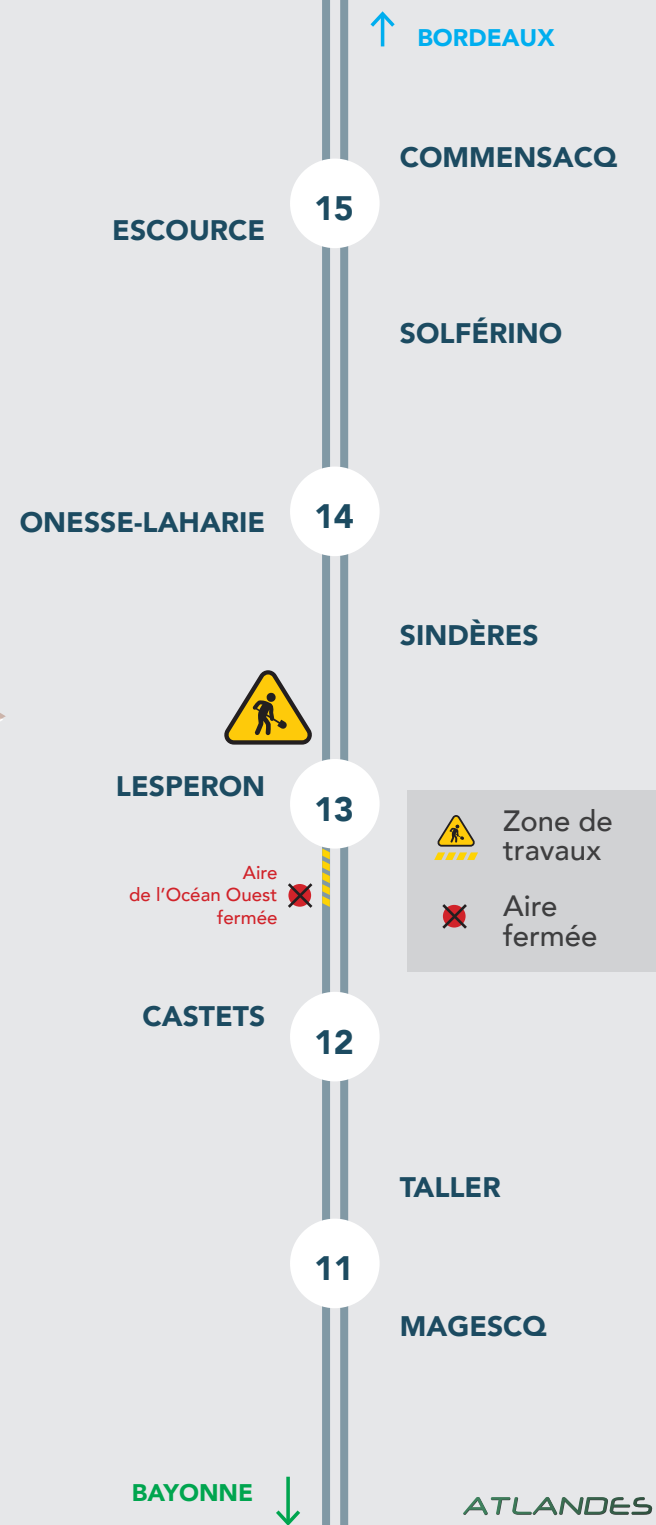 BORDEAUX
COMMENSACQ
15
ESCOURCE
SOLFÉRINO
14
ONESSE-LAHARIE
SINDÈRES
LESPERON
13
Zone de
travaux
Aire
de l'Océan Ouest
fermée
Aire
fermée
CASTETS
12
TALLER
11
MAGESCQ
BAYONNE
ATLANDES